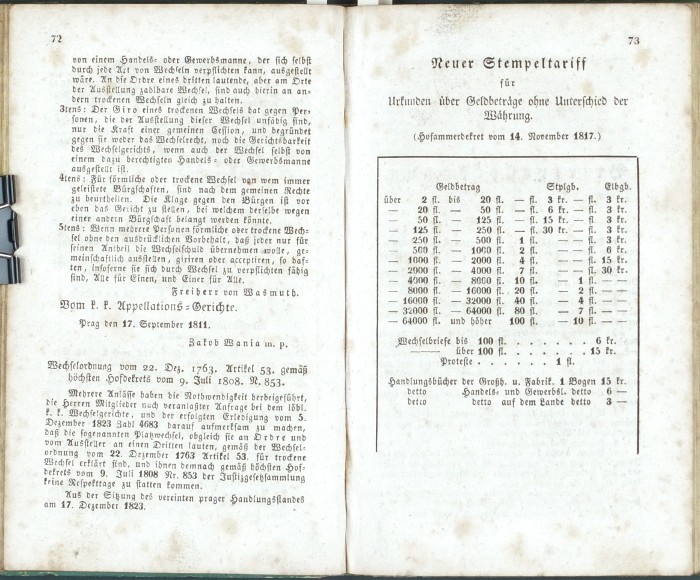 72
von einem Handels- oder Gewerbsmanne, der sich selbst
durch jede Art von Wechseln verpflichten kann, ausgestellt
wäre. An die Ordre eines dritten lautende, aber am Orte
der Ausstellung zahlbare Wechsel, sind auch hierin an-
dern trockenen Wechseln gleich zu halten.
3tens: Der Giro eines trockenen Wechsels hat gegen Per-
sonen, die der Ausstellung dieser Wechsel unfähig sind,
nur die Kraft einer gemeinen Cession, und begründet
gegen sie weder das Wechselrecht, noch die Gerichtsbarkeit
des Wechselgerichts, wenn auch der Wechsel selbst von
einem dazu berechtigten Handels- oder Gewerbsmanne
ausgestellt ist.
4tens: Für förmliche oder trockene Wechsel von wem immer
geleistete Bürgschaften, sind nach dem gemeinen Rechte
zu beurtheilen. Die Klage gegen den Bürgen ist vor
eben das Gericht zu stellen, bei welchem derselbe wegen
einer andern Bürgschaft belangt werden könnte.
5tens: Wenn mehrere Personen förmliche oder trockene Wech-
sel ohne den ausdrücklichen Vorbehalt, daß jeder nur für
seinen Antheil die Wechselschuld übernehmen wolle, ge-
meinschaftlich ausstellen, giriren oder acceptiren, so haf-
ten, insoferne sie sich durch Wechsel zu verpflichten fähig
sind, Alle für Einen, und Einer für Alle.
Freiherr von Wasmuth.
Vom k. k. Appellations-Gerichte.
Prag den 17. September 1811.
Jakob Wania m. p.
Wechselordnung vom 22. Dez. 1763. Artikel 53. gemäß
höchsten Hofdekrets vom 9. Juli 1808. N. 853.
Mehrere Anlässe haben die Nothwendigkeit herbeigeführt,
die Herren Mitglieder nach veranlaßter Anfrage bei dem löbl.
k. k. Wechselgerichte, und der erfolgten Erledigung vom 5.
Dezember 1823 Zahl 4683 darauf aufmerksam zu machen,
daß die sogenannten Platzwechsel, obgleich sie an Ordre und
vom Aussteller an einen Dritten lauten, gemäß der Wechsel-
ordnung vom 22. Dezember 1763 Artikel 53. für trockene
Wechsel erklärt sind, und ihnen demnach gemäß höchsten Hof-
dekrets vom 9. Juli 1808 Nr. 853 der Justizgesetzsammlung
keine Respekttage zu statten kommen.
Aus der Sitzung des vereinten prager Handlungsstandes
am 17. Dezember 1823.
73
Neuer Stempeltariff
für
Urkunden über Geldbeträge ohne Unterschied der
Währung.
(Hofkammerdekret vom 14. November 1817.)
Geldbetrag Stplgb. Elbgb.
über 2 fl. bis 20 fl. — fl. 3 kr. — fl. 3 kr.
— 20 fl. — 50 fl. — fl. 6 kr. — fl. 3 kr.
— 50 fl. — 125 fl. — fl. 15 kr. — fl. 3 kr.
— 125 fl. — 250 fl. — fl. 30 kr. — fl. 3 kr.
— 250 fl. — 500 fl. 1 fl. — fl. 3 kr.
— 500 fl. — 1000 fl. 2 fl. — fl. 6 kr.
— 1000 fl. — 2000 fl. 4 fl. — fl. 15 kr.
— 2000 fl. — 4000 fl. 7 fl. — fl. 30 kr.
— 4000 fl. — 8000 fl. 10 fl. — 1 fl. —
— 8000 fl. — 16000 fl. 20 fl. — 2 fl. —
— 16000 fl. — 32000 fl. 40 fl. — 4 fl. —
— 32000 fl. — 64000 fl. 80 fl. — 7 fl. —
— 64000 fl. und höher 100 fl. — 10 fl. —
Wechselbriefe bis 100 fl. . . . . . . . 6 kr.
——— über 100 fl. . . . . . . . 15 kr.
Proteste . . . . . . . 1 fl.
Handlungsbücher der Großh. u. Fabrik. 1 Bogen 15 kr.
detto Handels- und Gewerbsl. detto 6 —
detto detto auf dem Lande detto 3 —